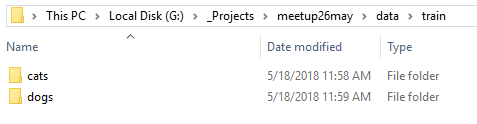 This PC > Local Disk (G:) > _Projects > meetup26may > data > train
Name Date modified Type
cats 5/18/2018 11:58 AM File folder
dogs 5/18/2018 11:59 AM File folder